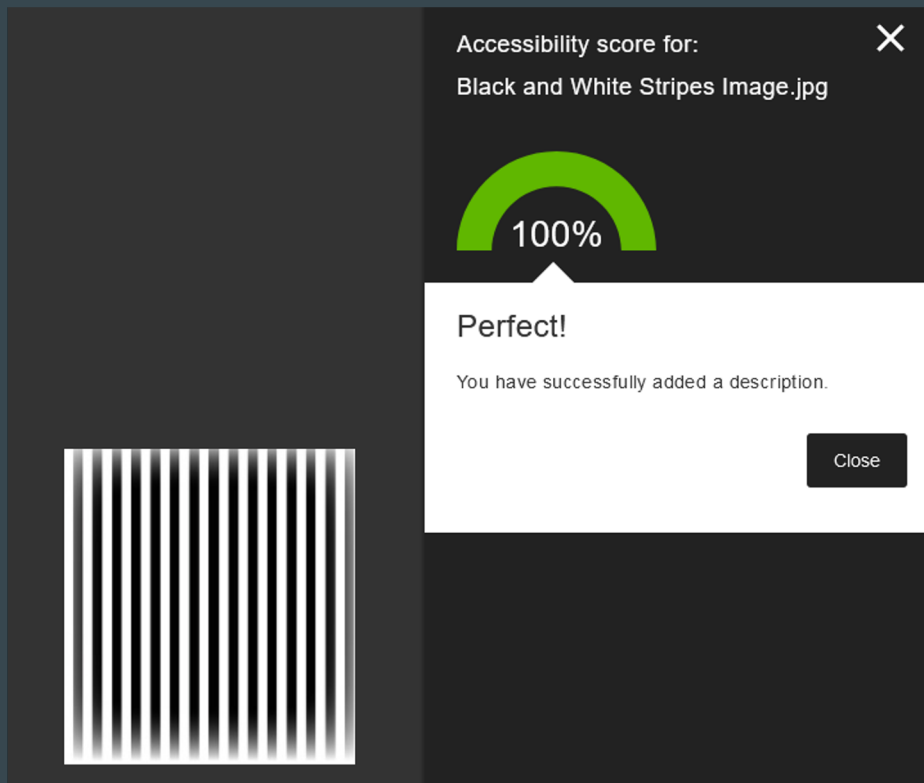 Accessibility score for:
Black and White Stripes Image.jpg
100%
Perfect!
You have successfully added a description.
Close